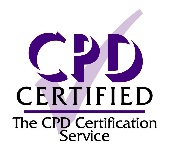 CPD
CERTIFIED
The CPD Certification
Service